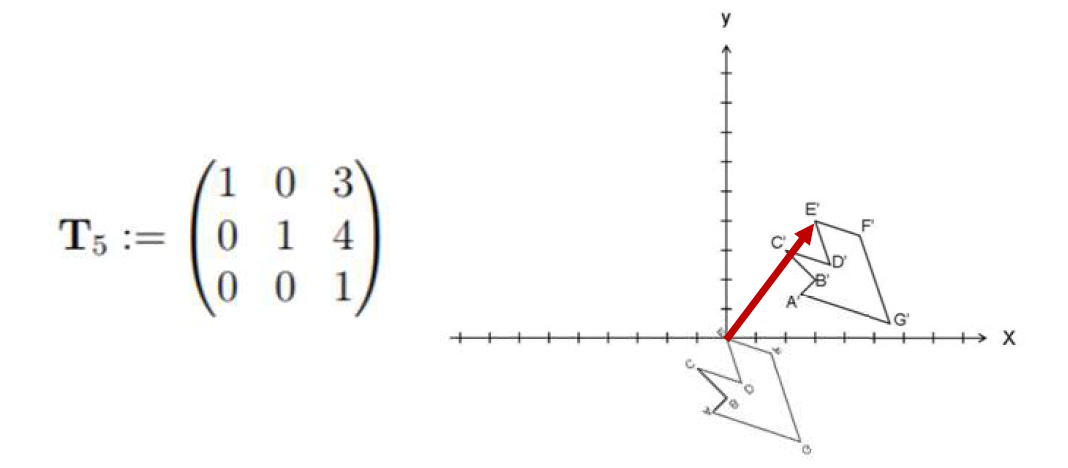 y
T₅ :=
1 0 3
0 1 4
0 0 1
E'
F'
C'
D'
B'
A'
G'
X
E
F
C
D
B
A
G